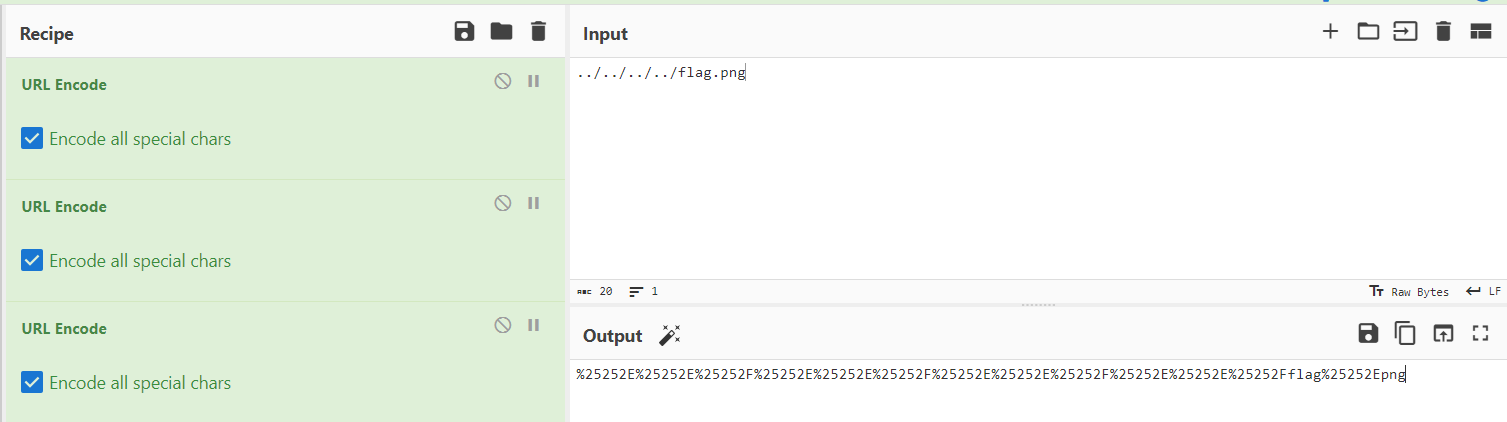 Recipe
URL Encode
Encode all special chars
URL Encode
Encode all special chars
URL Encode
Encode all special chars
Input
../../../../flag.png
ABC 20 1 Raw Bytes LF
Output
%25252E%25252E%25252F%25252E%25252E%25252F%25252E%25252E%25252F%25252E%25252E%25252Fflag%25252Epng